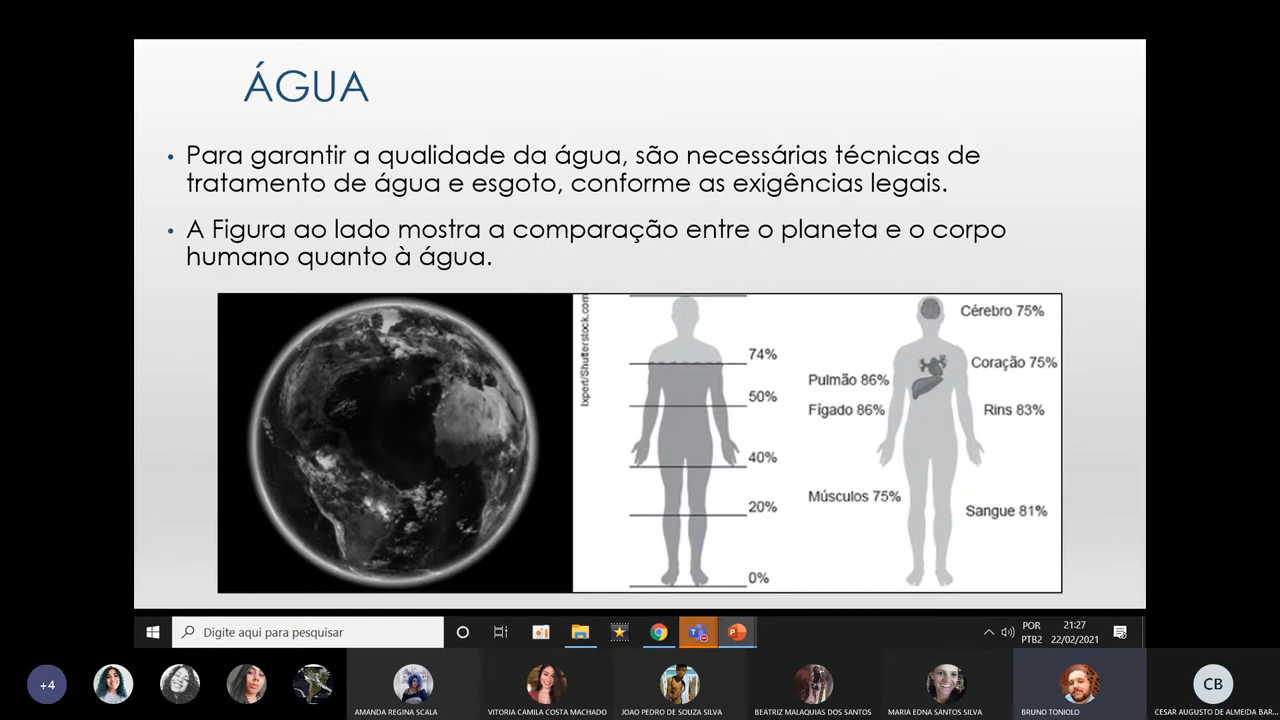 ÁGUA
• Para garantir a qualidade da água, são necessárias técnicas de
tratamento de água e esgoto, conforme as exigências legais.
• A Figura ao lado mostra a comparação entre o planeta e o corpo
humano quanto à água.
Ixpert/Shutterstock.com
74%
50%
40%
20%
0%
Cérebro 75%
Coração 75%
Pulmão 86%
Fígado 86%
Rins 83%
Músculos 75%
Sangue 81%
Digite aqui para pesquisar
POR
PTB2
21:27
22/02/2021
+4
AMANDA REGINA SCALA
VITORIA CAMILA COSTA MACHADO
JOAO PEDRO DE SOUZA SILVA
BEATRIZ MALAQUIAS DOS SANTOS
MARIA EDNA SANTOS SILVA
BRUNO TONIOLO
CB
CESAR AUGUSTO DE ALMEIDA BAR...